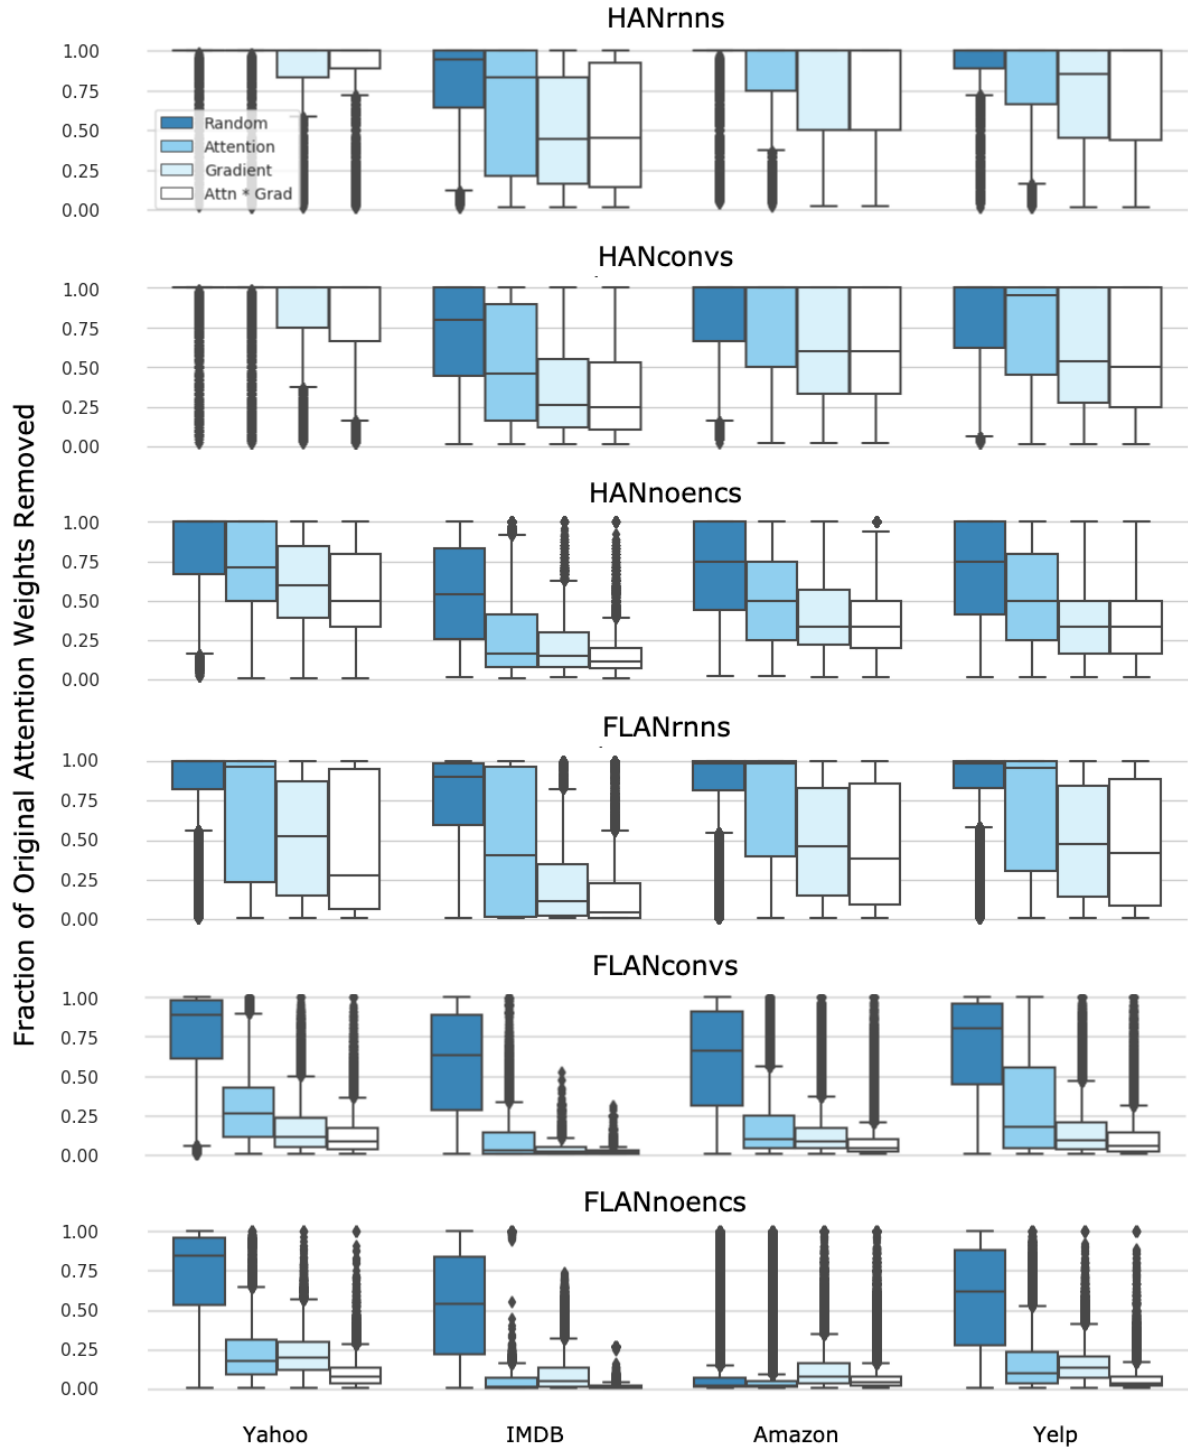 HANrnns
1.00
0.75
0.50
0.25
0.00
Random
Attention
Gradient
Attn * Grad
HANconvs
1.00
0.75
0.50
0.25
0.00
HANnoencs
1.00
0.75
0.50
0.25
0.00
Fraction of Original Attention Weights Removed
FLANrnns
1.00
0.75
0.50
0.25
0.00
FLANconvs
1.00
0.75
0.50
0.25
0.00
FLANnoencs
1.00
0.75
0.50
0.25
0.00
Yahoo IMDB Amazon Yelp